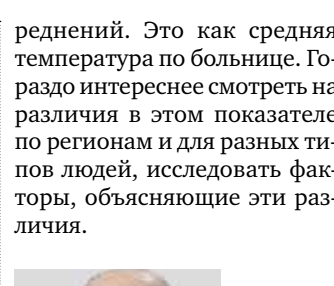 реднений. Это как средняя
температура по больнице. Го-
раздо интереснее смотреть на
различия в этом показателе
по регионам и для разных ти-
пов людей, исследовать фак-
торы, объясняющие эти раз-
личия.